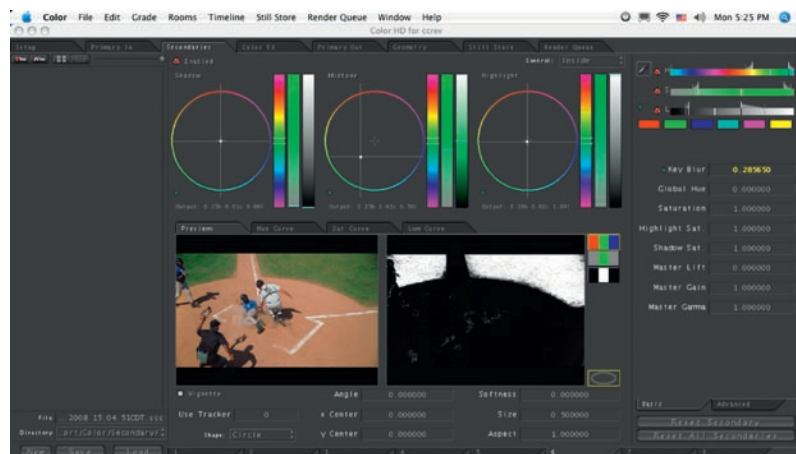 Color File Edit Grade Rooms Timeline Still Store Render Queue Window Help Mon 5:25 PM
Color HD for ccrev
Setup Primary In Secondaries Color FX Primary Out Geometry Still Store Render Queue
Enabled Control: Inside
Shadow Midtone Highlight
H
S
L
Key Blur 0.285650
Global Hue 0.000000
Saturation 1.000000
Highlight Sat. 1.000000
Shadow Sat. 1.000000
Master Lift 0.000000
Master Gain 1.000000
Master Gamma 1.000000
Previews Hue Curve Sat Curve Lum Curve
Vignette Angle 0.000000 Softness 0.000000
Use Tracker 0 x Center 0.000000 Size 0.500000
Shape: Circle y Center 0.000000 Aspect 1.000000
Basic Advanced
Reset Secondary
Reset All Secondaries
File
Directory
New Save Load